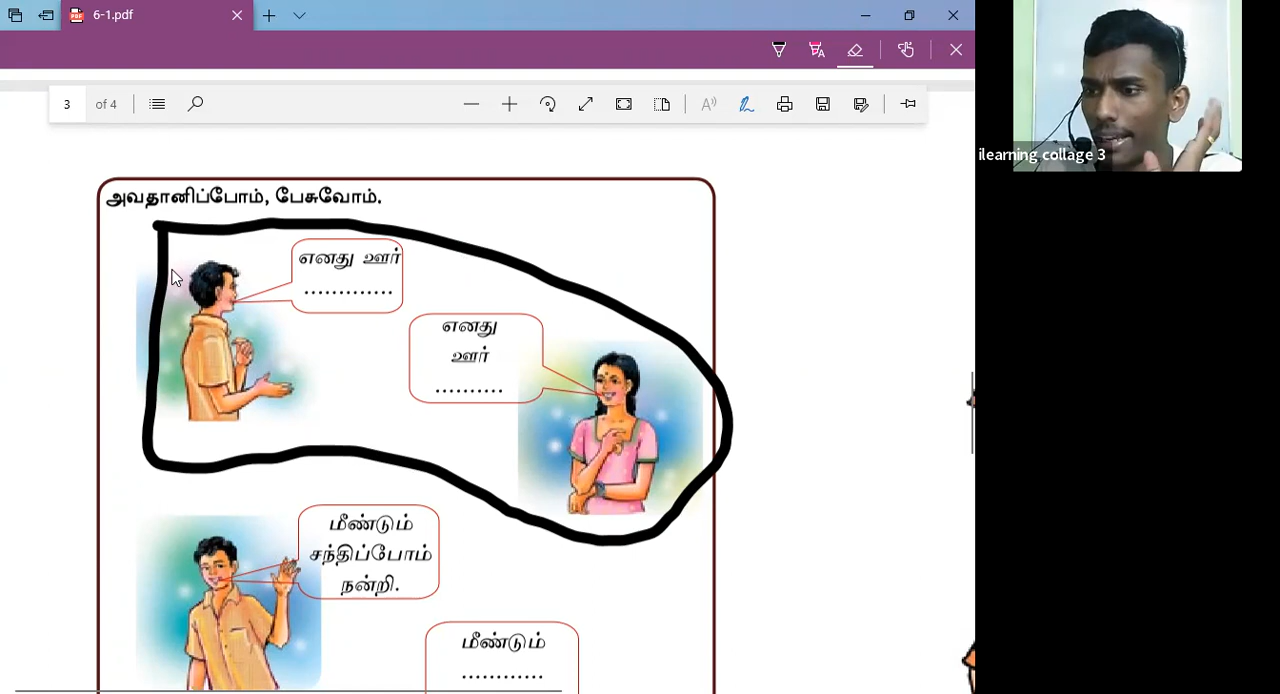 6-1.pdf
3 of 4
ilearning collage 3
அவதானிப்போம், பேசுவோம்.
எனது ஊர்
.............
எனது
ஊர்
..........
மீண்டும்
சந்திப்போம்
நன்றி.
மீண்டும்
............